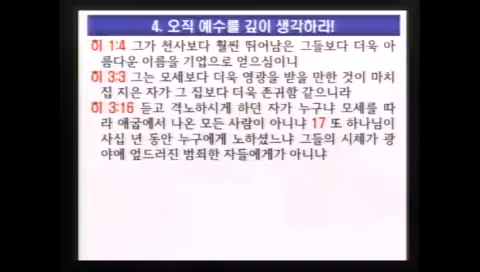 4. 오직 예수를 깊이 생각하라!
히 1:4 그가 천사보다 훨씬 뛰어남은 그들보다 더욱 아
름다운 이름을 기업으로 얻으심이니
히 3:3 그는 모세보다 더욱 영광을 받을 만한 것이 마치
집 지은 자가 그 집보다 더욱 존귀함 같으니라
히 3:16 듣고 격노하시게 하던 자가 누구냐 모세를 따
라 애굽에서 나온 모든 사람이 아니냐 17 또 하나님이
사십 년 동안 누구에게 노하셨느냐 그들의 시체가 광
야에 엎드러진 범죄한 자들에게가 아니냐